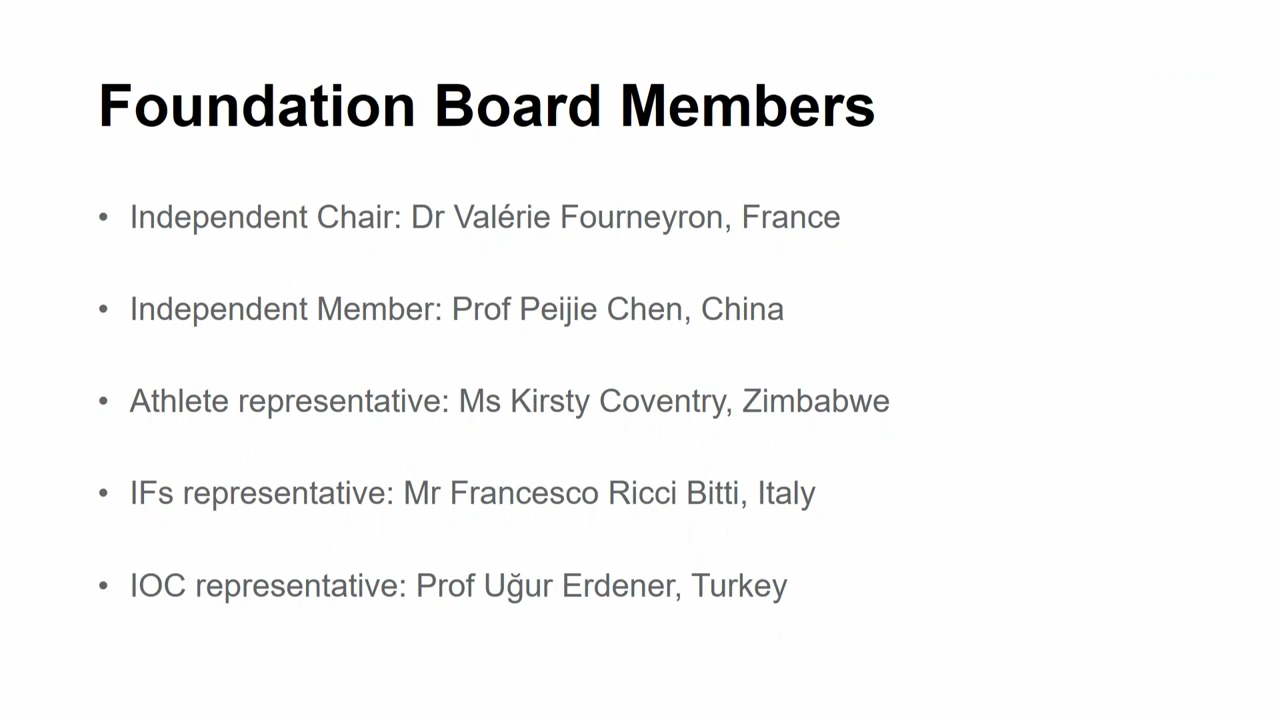 Foundation Board Members
• Independent Chair: Dr Valérie Fourneyron, France
• Independent Member: Prof Peijie Chen, China
• Athlete representative: Ms Kirsty Coventry, Zimbabwe
• IFs representative: Mr Francesco Ricci Bitti, Italy
• IOC representative: Prof Uğur Erdener, Turkey